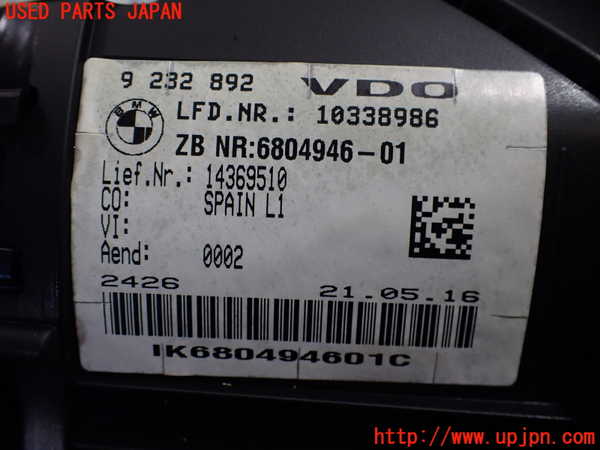 USED PARTS JAPAN
9 232 892 VDO
BMW
LFD.NR.: 10338986
ZB NR:6804946-01
Lief.Nr.: 14369510
CO: SPAIN L1
VI:
Aend: 0002
2426 21.05.16
IK680494601C
http://www.upjpn.com